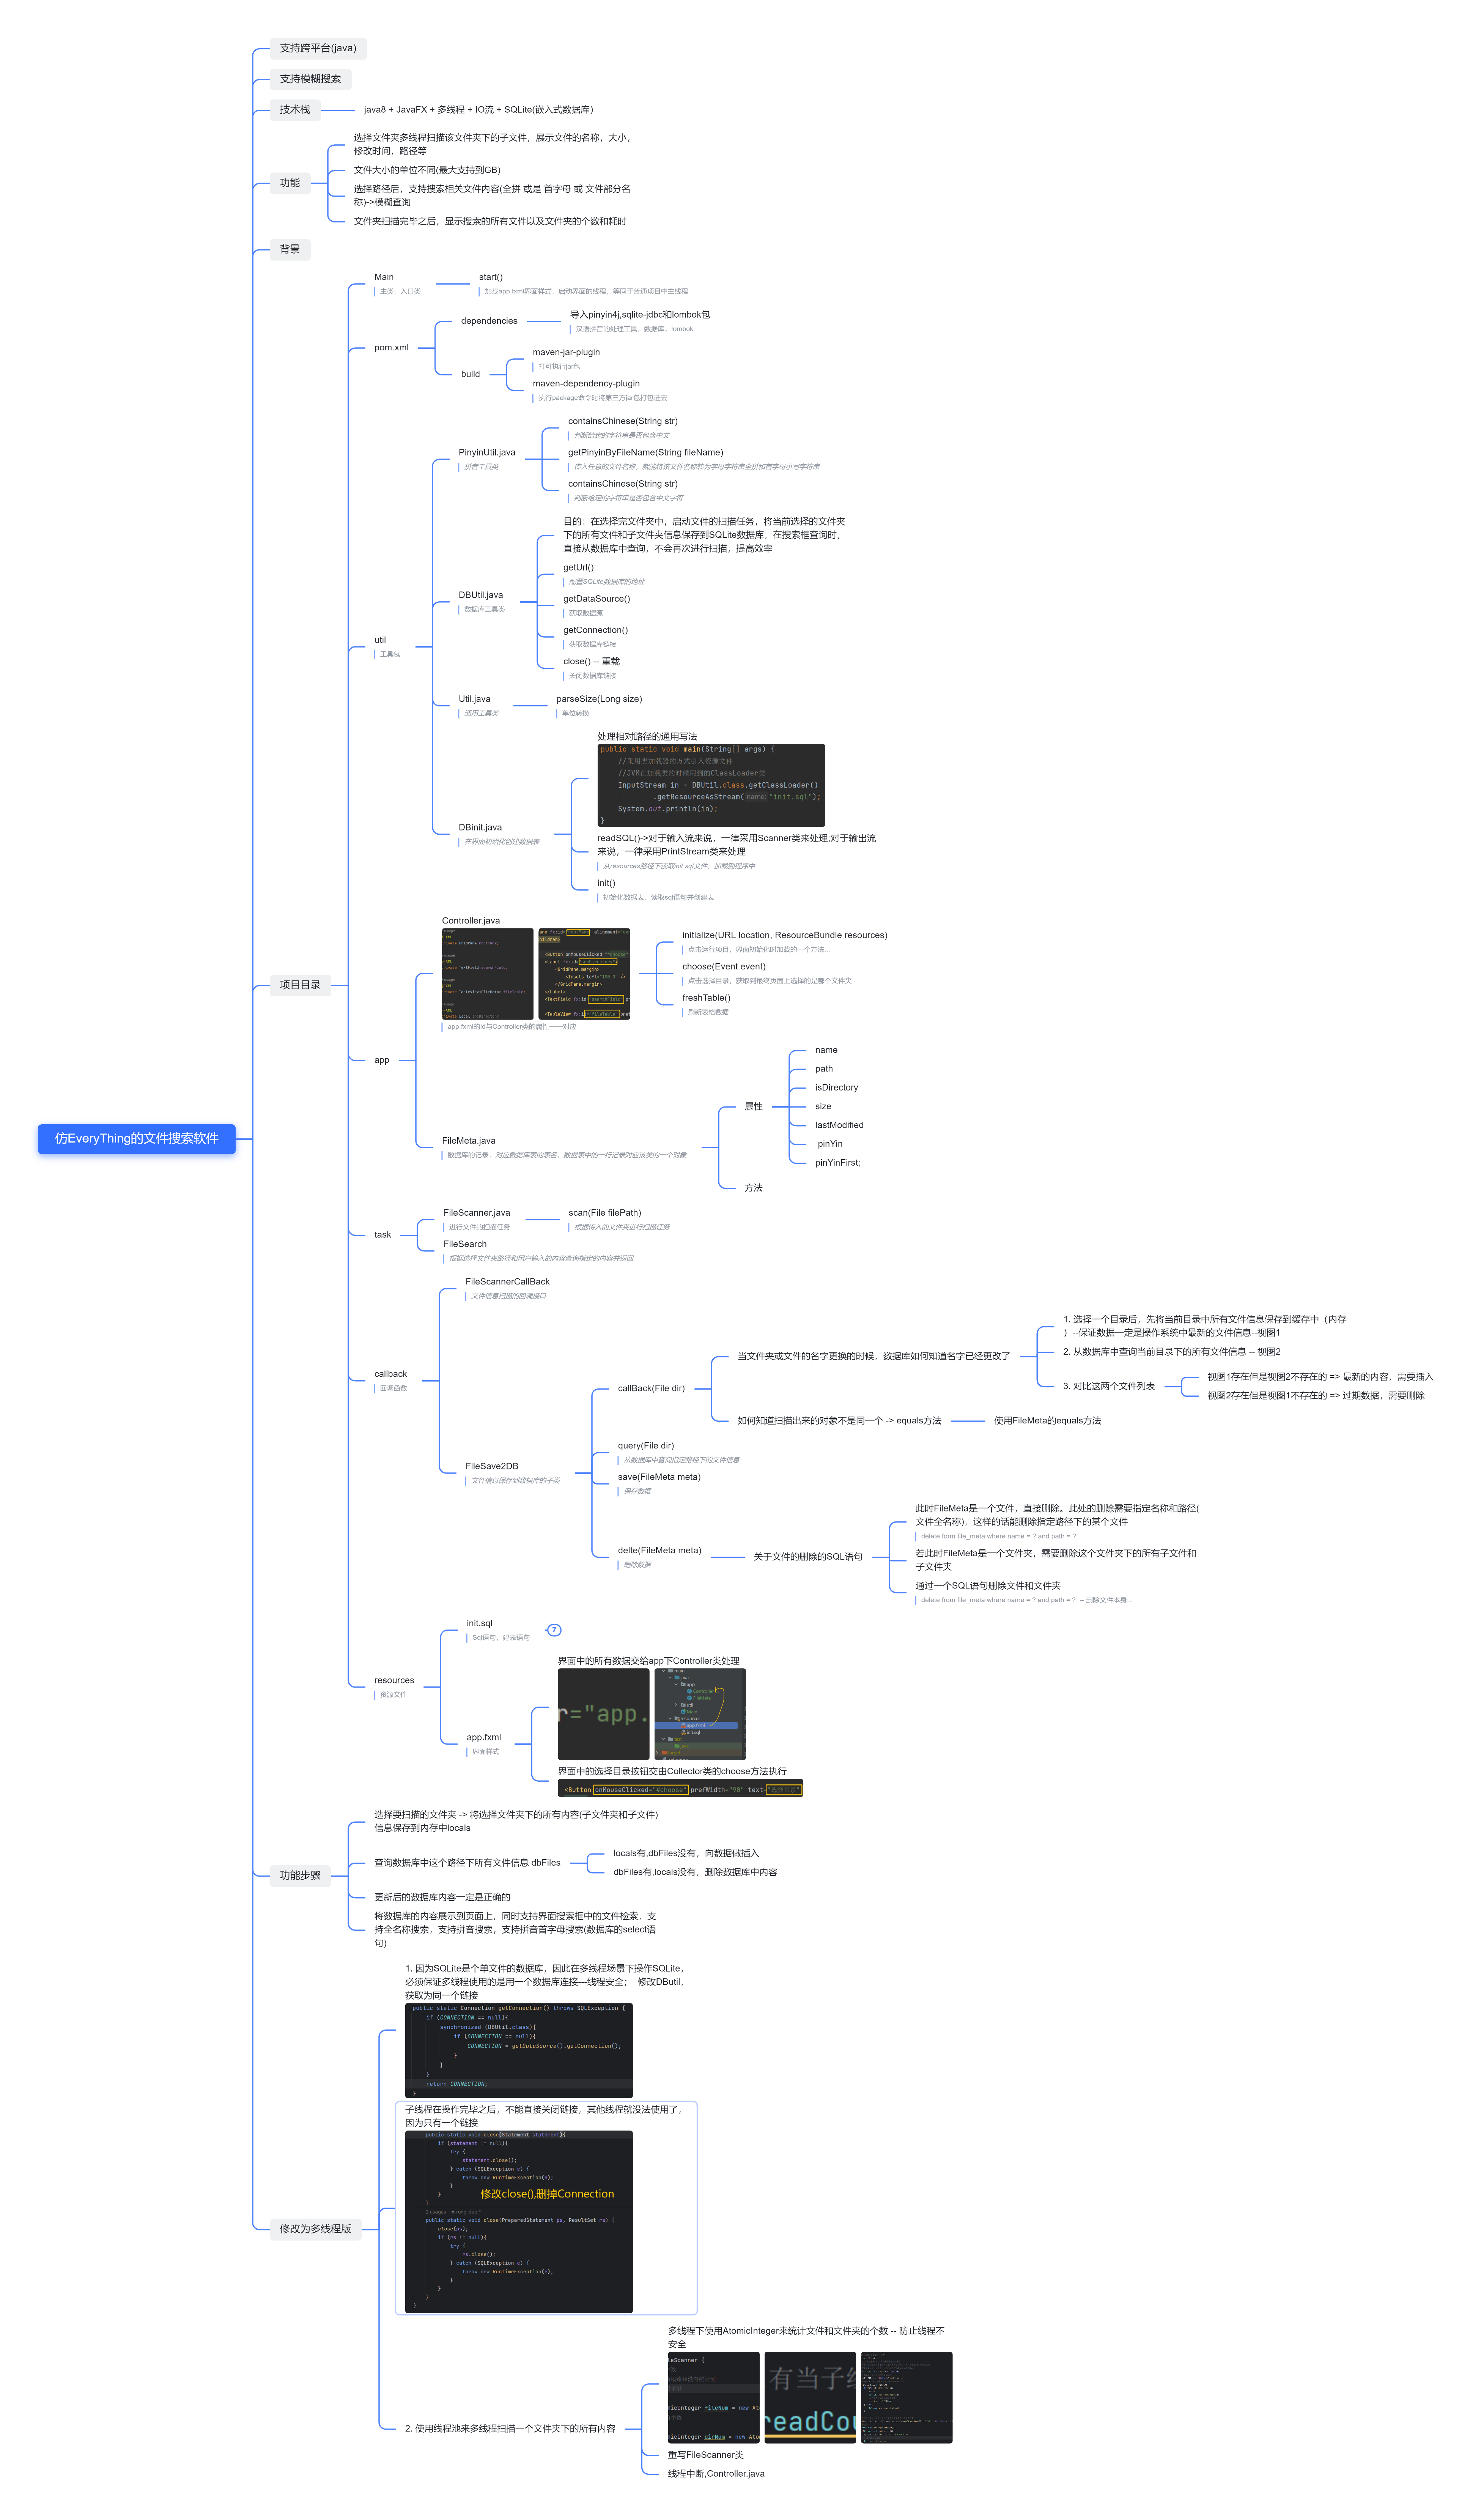 支持跨平台(java)
支持模糊搜索
技术栈
java8 + JavaFX + 多线程 + IO流 + SQLite(嵌入式数据库)
功能
选择文件夹多线程扫描该文件夹下的子文件，展示文件的名称，大小，
修改时间，路径等
文件大小的单位不同(最大支持到GB)
选择路径后，支持搜索相关文件内容(全拼 或是 首字母 或 文件部分名
称)->模糊查询
文件夹扫描完毕之后，显示搜索的所有文件以及文件夹的个数和耗时
背景
仿EveryThing的文件搜索软件
项目目录
Main
主类，入口类
start()
加载app.fxml界面样式，启动界面的线程，等同于普通项目中主线程
pom.xml
dependencies
导入pinyin4j,sqlite-jdbc和lombok包
汉语拼音的处理工具，数据库，lombok
build
maven-jar-plugin
打可执行jar包
maven-dependency-plugin
执行package命令时将第三方jar包打包进去
util
工具包
PinyinUtil.java
拼音工具类
containsChinese(String str)
判断给定的字符串是否包含中文
getPinyinByFileName(String fileName)
传入任意的文件名称，就能将该文件名称转为字母字符串全拼和首字母小写字符串
containsChinese(String str)
判断给定的字符串是否包含中文字符
DBUtil.java
数据库工具类
目的：在选择完文件夹中，启动文件的扫描任务，将当前选择的文件夹
下的所有文件和子文件夹信息保存到SQLite数据库，在搜索框查询时，
直接从数据库中查询，不会再次进行扫描，提高效率
getUrl()
配置SQLite数据库的地址
getDataSource()
获取数据源
getConnection()
获取数据库链接
close() -- 重载
关闭数据库链接
Util.java
通用工具类
parseSize(Long size)
单位转换
DBinit.java
在界面初始化创建数据表
处理相对路径的通用写法
public static void main(String[] args) {
//采用类加载器的方式引入资源文件
//JVM在加载类的时候用到的ClassLoader类
InputStream in = DBUtil.class.getClassLoader()
.getResourceAsStream( name: "init.sql");
System.out.println(in);
}
readSQL()->对于输入流来说，一律采用Scanner类来处理;对于输出流
来说，一律采用PrintStream类来处理
从resources路径下读取init.sql文件，加载到程序中
init()
初始化数据表，读取sql语句并创建表
app
Controller.java
private GridPane rootPane;
private TextField searchField;
<Button onMouseClicked=
<Label fx:id=
<GridPane.margin>
</GridPane.margin>
</Label>
<TextField fx:id="searchField"
<TableView fx:id="fileTable"
app.fxml的id与Controller类的属性一一对应
initialize(URL location, ResourceBundle resources)
点击运行项目，界面初始化时加载的一个方法...
choose(Event event)
点击选择目录，获取到最终页面上选择的是哪个文件夹
freshTable()
刷新表格数据
FileMeta.java
数据库的记录，对应数据库表的表名，数据表中的一行记录对应该类的一个对象
属性
name
path
isDirectory
size
lastModified
pinYin
pinYinFirst;
方法
task
FileScanner.java
进行文件的扫描任务
scan(File filePath)
根据传入的文件夹进行扫描任务
FileSearch
根据选择文件夹路径和用户输入的内容查询指定的内容并返回
callback
回调函数
FileScannerCallBack
文件信息扫描的回调接口
FileSave2DB
文件信息保存到数据库的子类
callBack(File dir)
当文件夹或文件的名字更换的时候，数据库如何知道名字已经更改了
1. 选择一个目录后，先将当前目录中所有文件信息保存到缓存中（内存
）--保证数据一定是操作系统中最新的文件信息--视图1
2. 从数据库中查询当前目录下的所有文件信息 -- 视图2
3. 对比这两个文件列表
视图1存在但是视图2不存在的 => 最新的内容，需要插入
视图2存在但是视图1不存在的 => 过期数据，需要删除
如何知道扫描出来的对象不是同一个 -> equals方法
使用FileMeta的equals方法
query(File dir)
从数据库中查询指定路径下的文件信息
save(FileMeta meta)
保存数据
delte(FileMeta meta)
删除数据
关于文件的删除的SQL语句
此时FileMeta是一个文件，直接删除。此处的删除需要指定名称和路径(
文件全名称)，这样的话能删除指定路径下的某个文件
delete form file_meta where name = ? and path = ?
若此时FileMeta是一个文件夹，需要删除这个文件夹下的所有子文件和
子文件夹
通过一个SQL语句删除文件和文件夹
delete from file_meta where name = ? and path = ? -- 删除文件本身...
resources
资源文件
init.sql
Sql语句，建表语句
7
app.fxml
界面样式
界面中的所有数据交给app下Controller类处理
r="app.
main
java
app
Controller
FileMeta
util
Main
resources
app.fxml
init.sql
界面中的选择目录按钮交由Collector类的choose方法执行
<Button onMouseClicked="#choose" prefWidth="90" text="选择目录"
功能步骤
选择要扫描的文件夹 -> 将选择文件夹下的所有内容(子文件夹和子文件)
信息保存到内存中locals
查询数据库中这个路径下所有文件信息 dbFiles
locals有,dbFiles没有，向数据做插入
dbFiles有,locals没有，删除数据库中内容
更新后的数据库内容一定是正确的
将数据库的内容展示到页面上，同时支持界面搜索框中的文件检索，支
持全名称搜索，支持拼音搜索，支持拼音首字母搜索(数据库的select语
句)
修改为多线程版
1. 因为SQLite是个单文件的数据库，因此在多线程场景下操作SQLite，
必须保证多线程使用的是用一个数据库连接---线程安全； 修改DButil，
获取为同一个链接
public static Connection getConnection() throws SQLException {
if (CONNECTION == null){
synchronized (DBUtil.class){
if (CONNECTION == null){
CONNECTION = getDataSource().getConnection();
}
}
}
return CONNECTION;
}
子线程在操作完毕之后，不能直接关闭链接，其他线程就没法使用了，
因为只有一个链接
public static void close(Statement statement){
if (statement != null){
try {
statement.close();
} catch (SQLException e) {
throw new RuntimeException(e);
}
}
}
修改close(),删掉Connection
public static void close(PreparedStatement ps, ResultSet rs) {
close(ps);
if (rs != null){
try {
rs.close();
} catch (SQLException e) {
throw new RuntimeException(e);
}
}
}
}
2. 使用线程池来多线程扫描一个文件夹下的所有内容
多线程下使用AtomicInteger来统计文件和文件夹的个数 -- 防止线程不
安全
leScanner {
micInteger fileNum = new At
micInteger dirNum = new Ato
有当子线
readCou
重写FileScanner类
线程中断,Controller.java